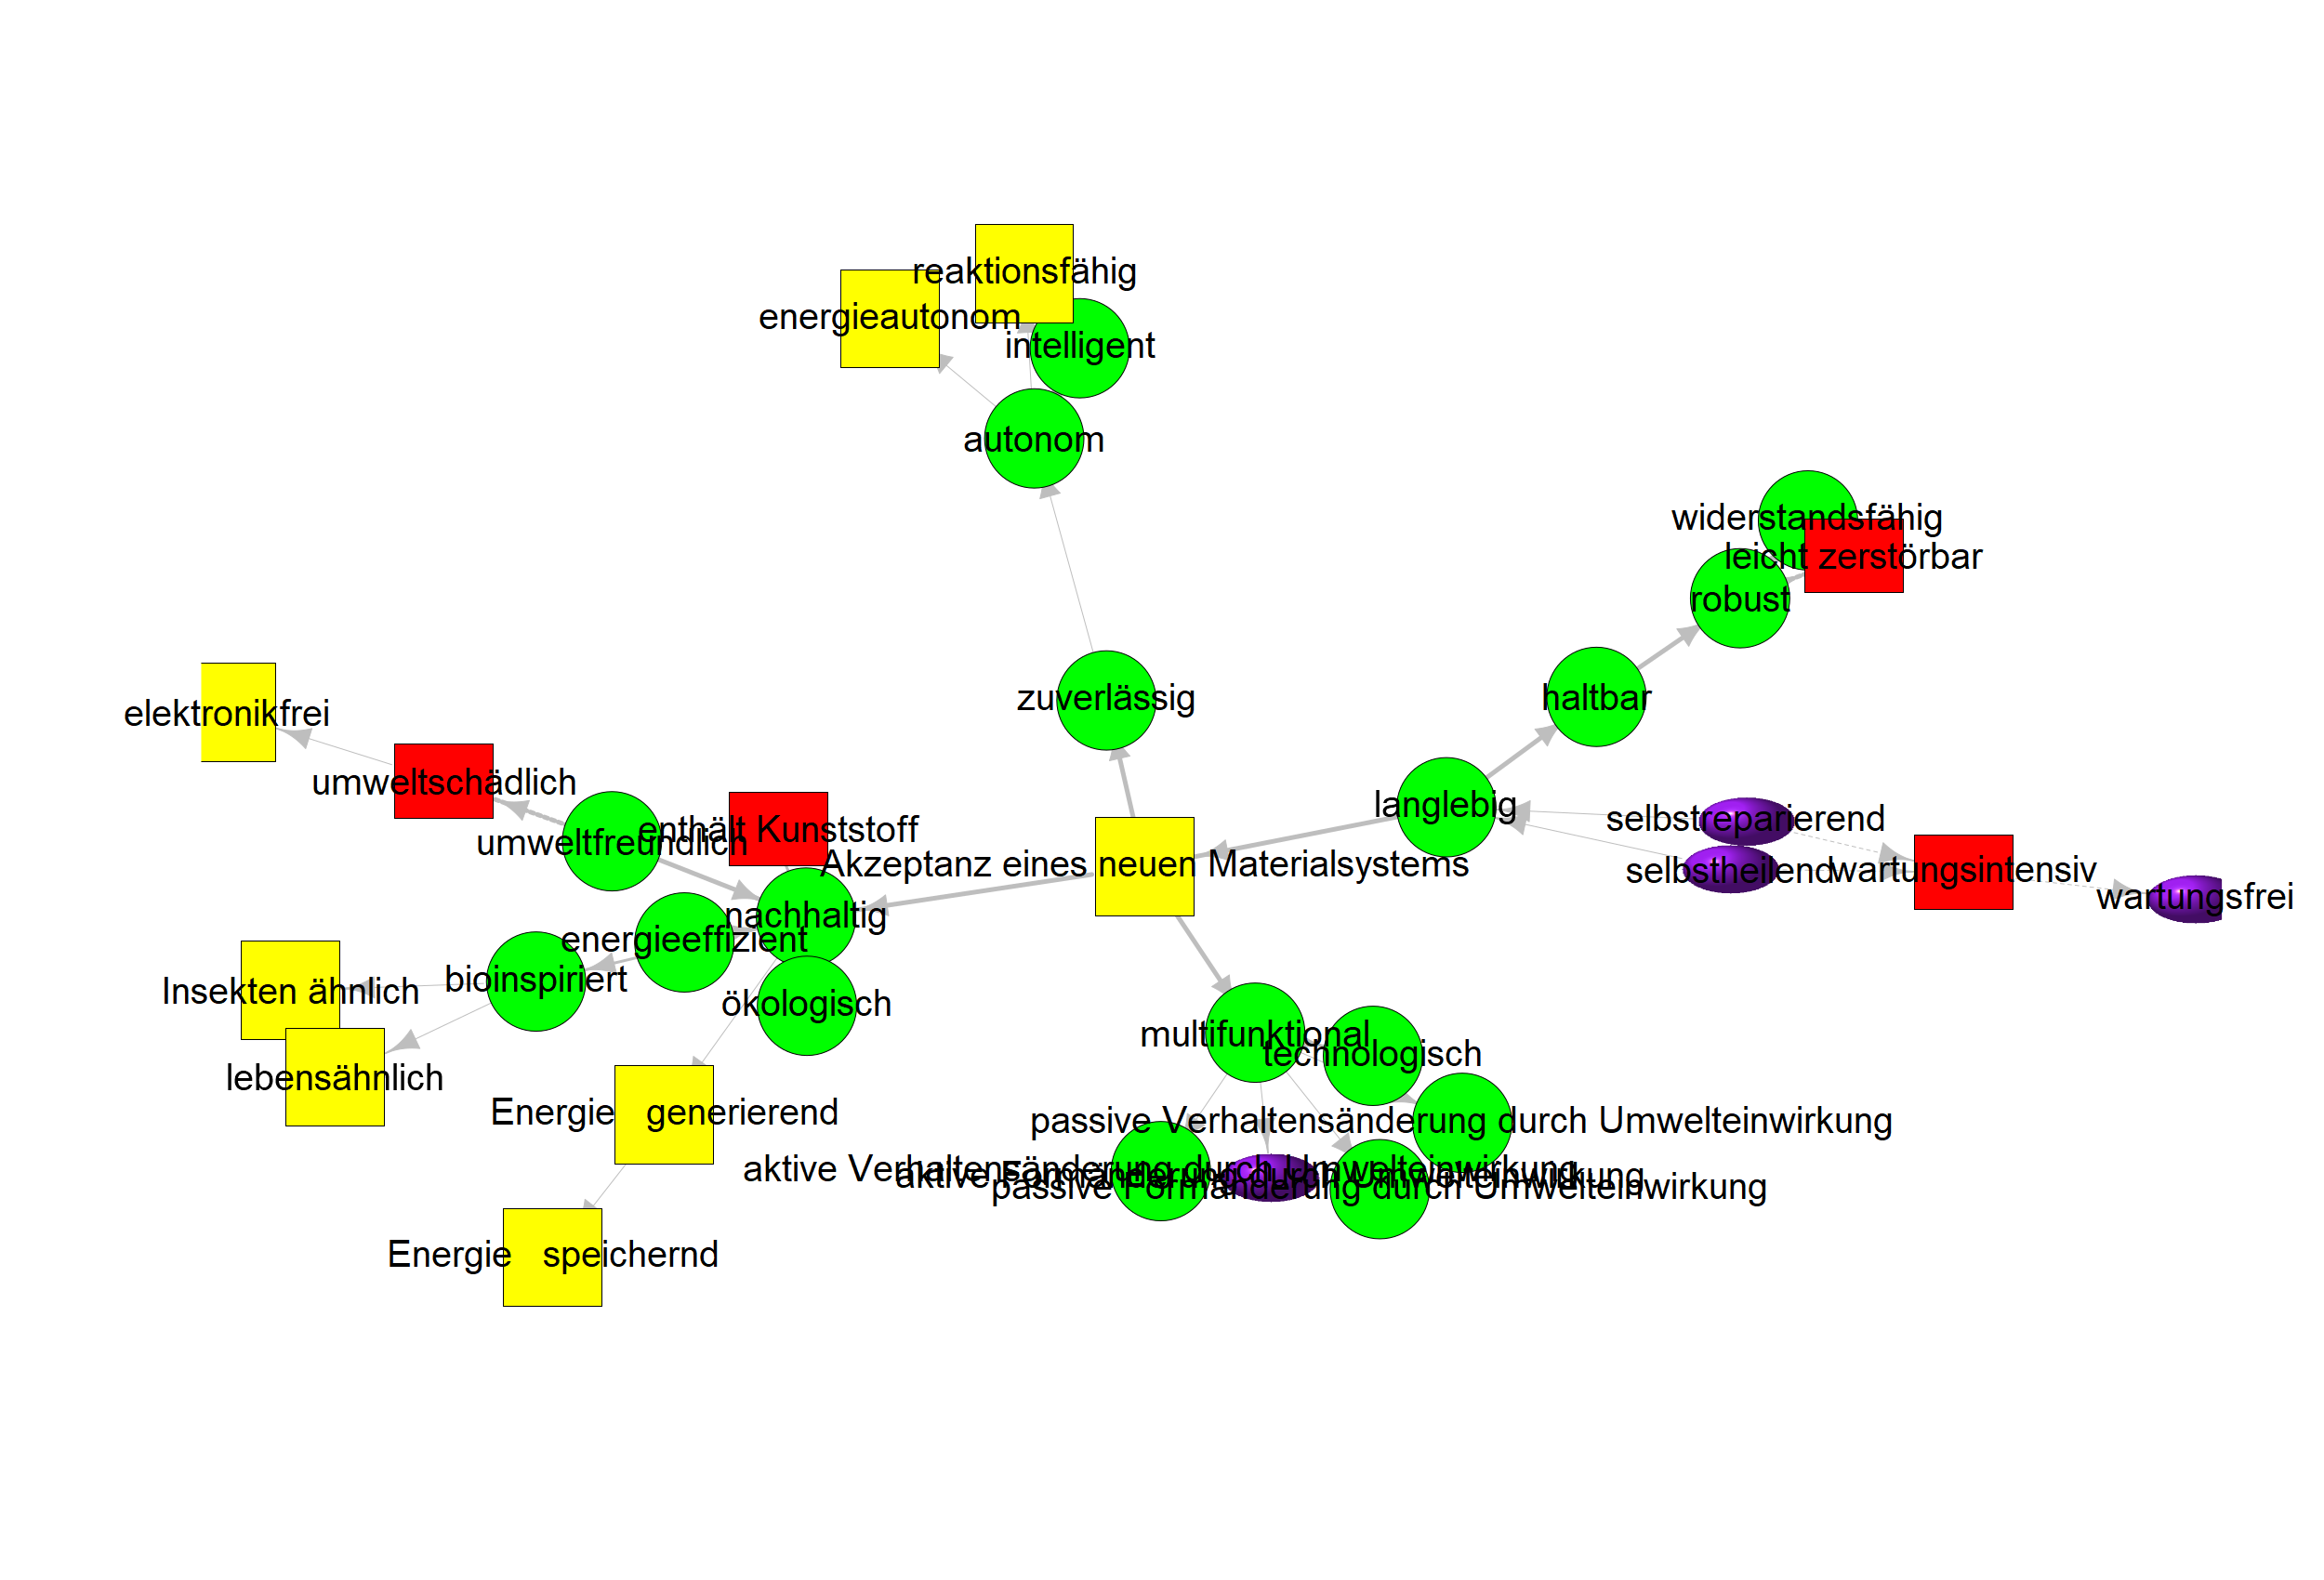 reaktionsfähig
energieautonom
intelligent
autonom
widerstandsfähig
leicht zerstörbar
robust
zuverlässig
haltbar
elektronikfrei
umweltschädlich
langlebig
selbstreparierend
enthält Kunststoff
umweltfreundlich
Akzeptanz eines neuen Materialsystems
selbstheilend
wartungsintensiv
wartungsfrei
nachhaltig
energieeffizient
bioinspiriert
Insekten ähnlich
ökologisch
multifunktional
technologisch
lebensähnlich
Energie generierend
passive Verhaltensänderung durch Umwelteinwirkung
aktive Verhaltensänderung durch Umwelteinwirkung
aktive Formänderung durch Umwelteinwirkung
passive Formänderung durch Umwelteinwirkung
Energie speichernd